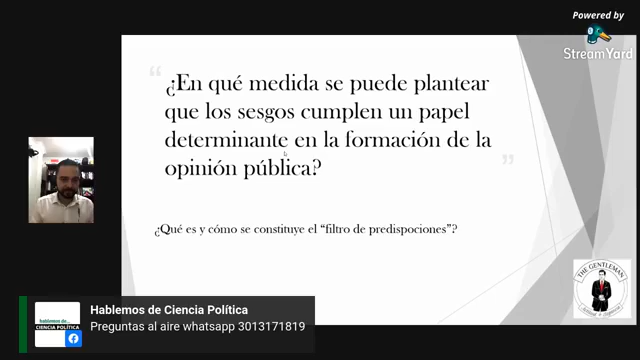 Powered by
StreamYard
“
¿En qué medida se puede plantear
que los sesgos cumplen un papel
determinante en la formación de la
opinión pública?
”
¿Qué es y cómo se constituye el “filtro de predispociones”?
THE GENTLEMAN
hablemos de...
CIENCIA POLÍTICA
Hablemos de Ciencia Política
Preguntas al aire whatsapp 3013171819